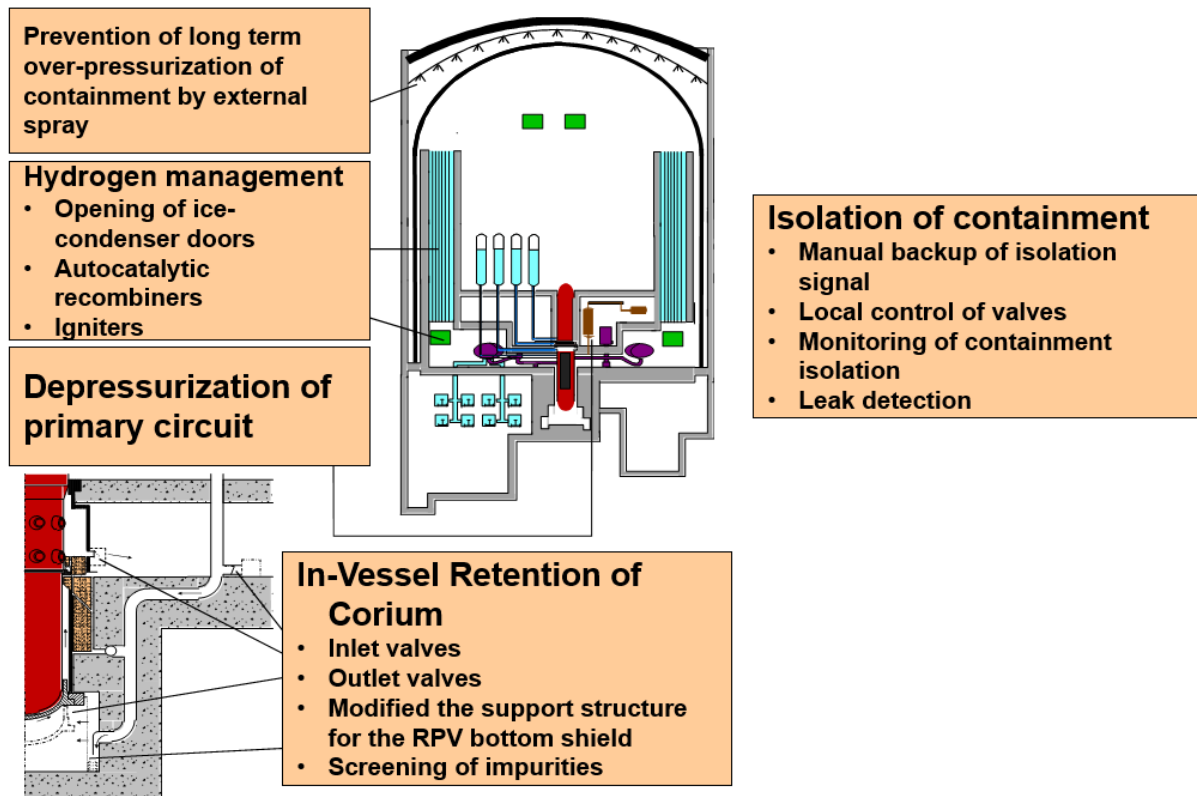 Prevention of long term
over-pressurization of
containment by external
spray
Hydrogen management
• Opening of ice-
condenser doors
• Autocatalytic
recombiners
• Igniters
Depressurization of
primary circuit
Isolation of containment
• Manual backup of isolation
signal
• Local control of valves
• Monitoring of containment
isolation
• Leak detection
In-Vessel Retention of
Corium
• Inlet valves
• Outlet valves
• Modified the support structure
for the RPV bottom shield
• Screening of impurities